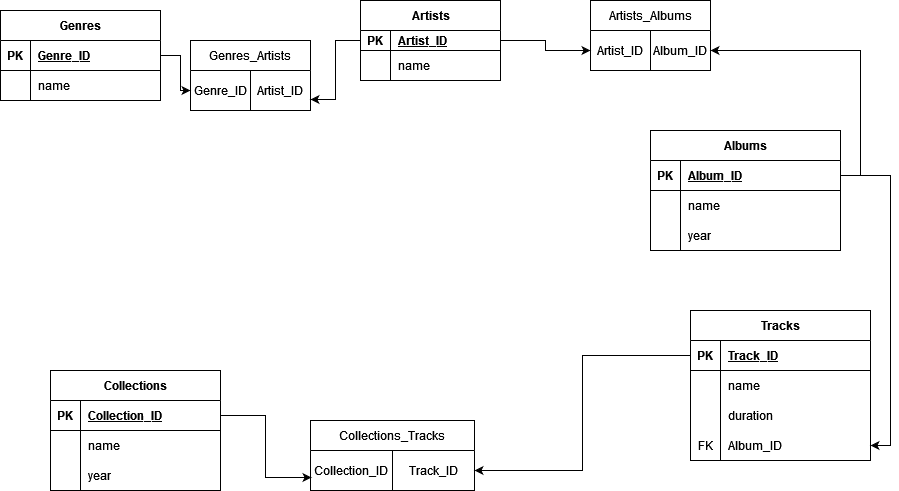 Genres
PK Genre_ID
name
Genres_Artists
Genre_ID Artist_ID
Artists
PK Artist_ID
name
Artists_Albums
Artist_ID Album_ID
Albums
PK Album_ID
name
year
Tracks
PK Track_ID
name
duration
FK Album_ID
Collections
PK Collection_ID
name
year
Collections_Tracks
Collection_ID Track_ID